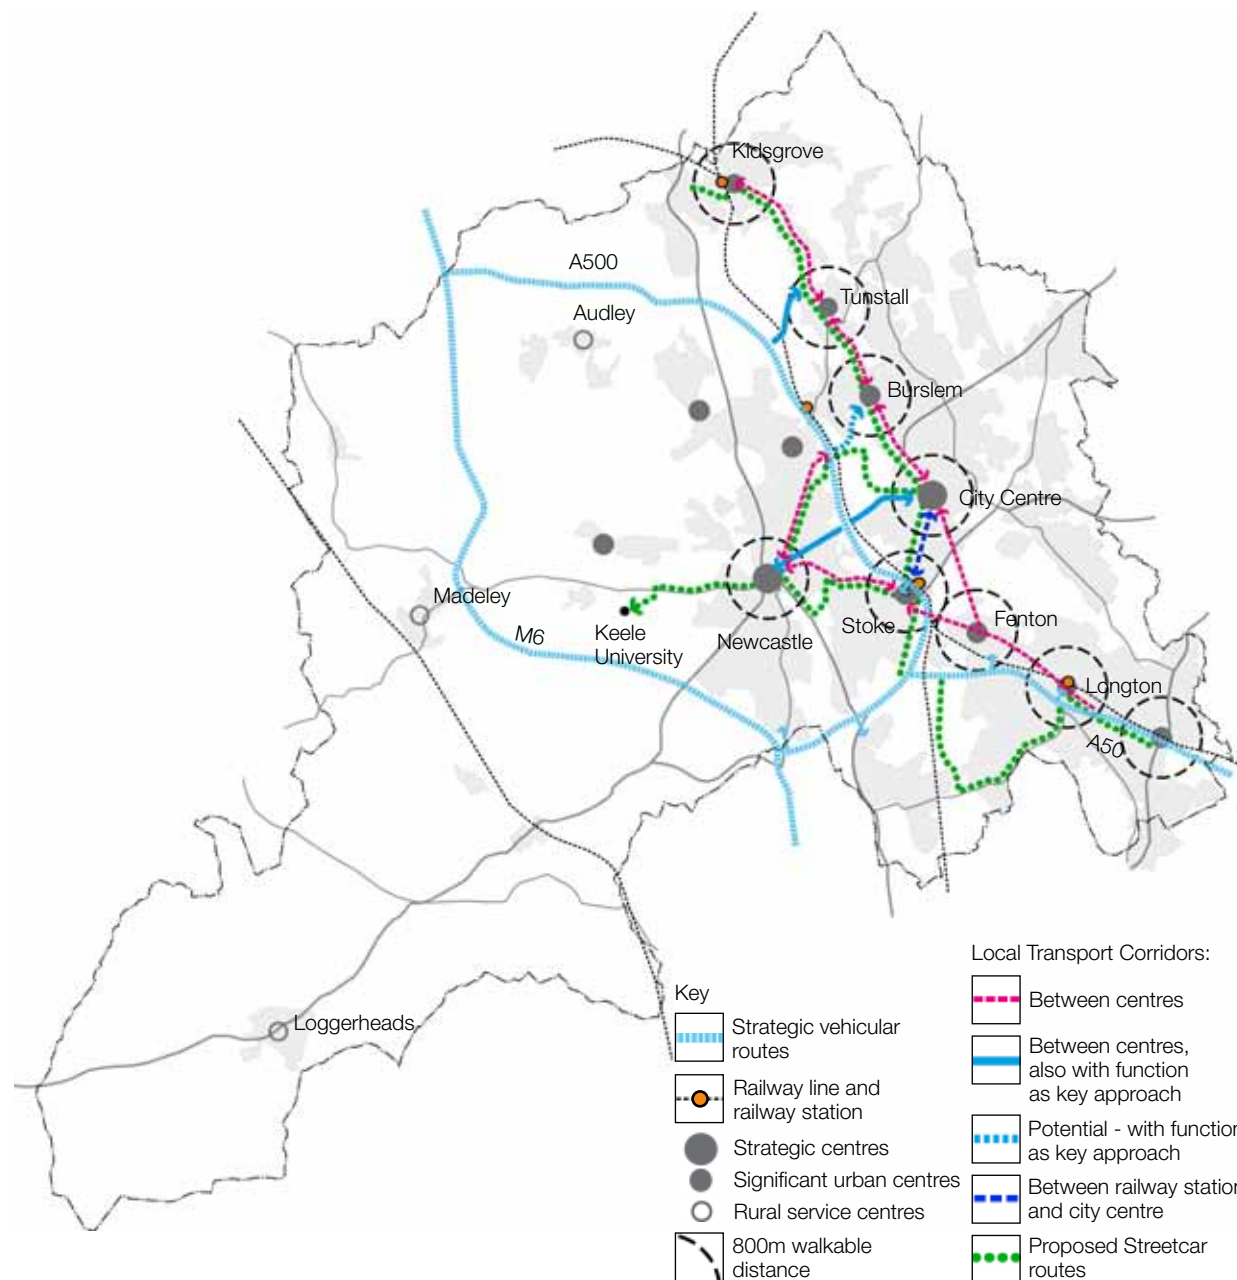 Kidsgrove
A500
Tunstall
Audley
Burslem
City Centre
Madeley
M6
Keele
University
Newcastle
Stoke
Fenton
Longton
A50
Loggerheads
Key
Strategic vehicular
routes
Railway line and
railway station
Strategic centres
Significant urban centres
Rural service centres
800m walkable
distance
Local Transport Corridors:
Between centres
Between centres,
also with function
as key approach
Potential - with function
as key approach
Between railway station
and city centre
Proposed Streetcar
routes